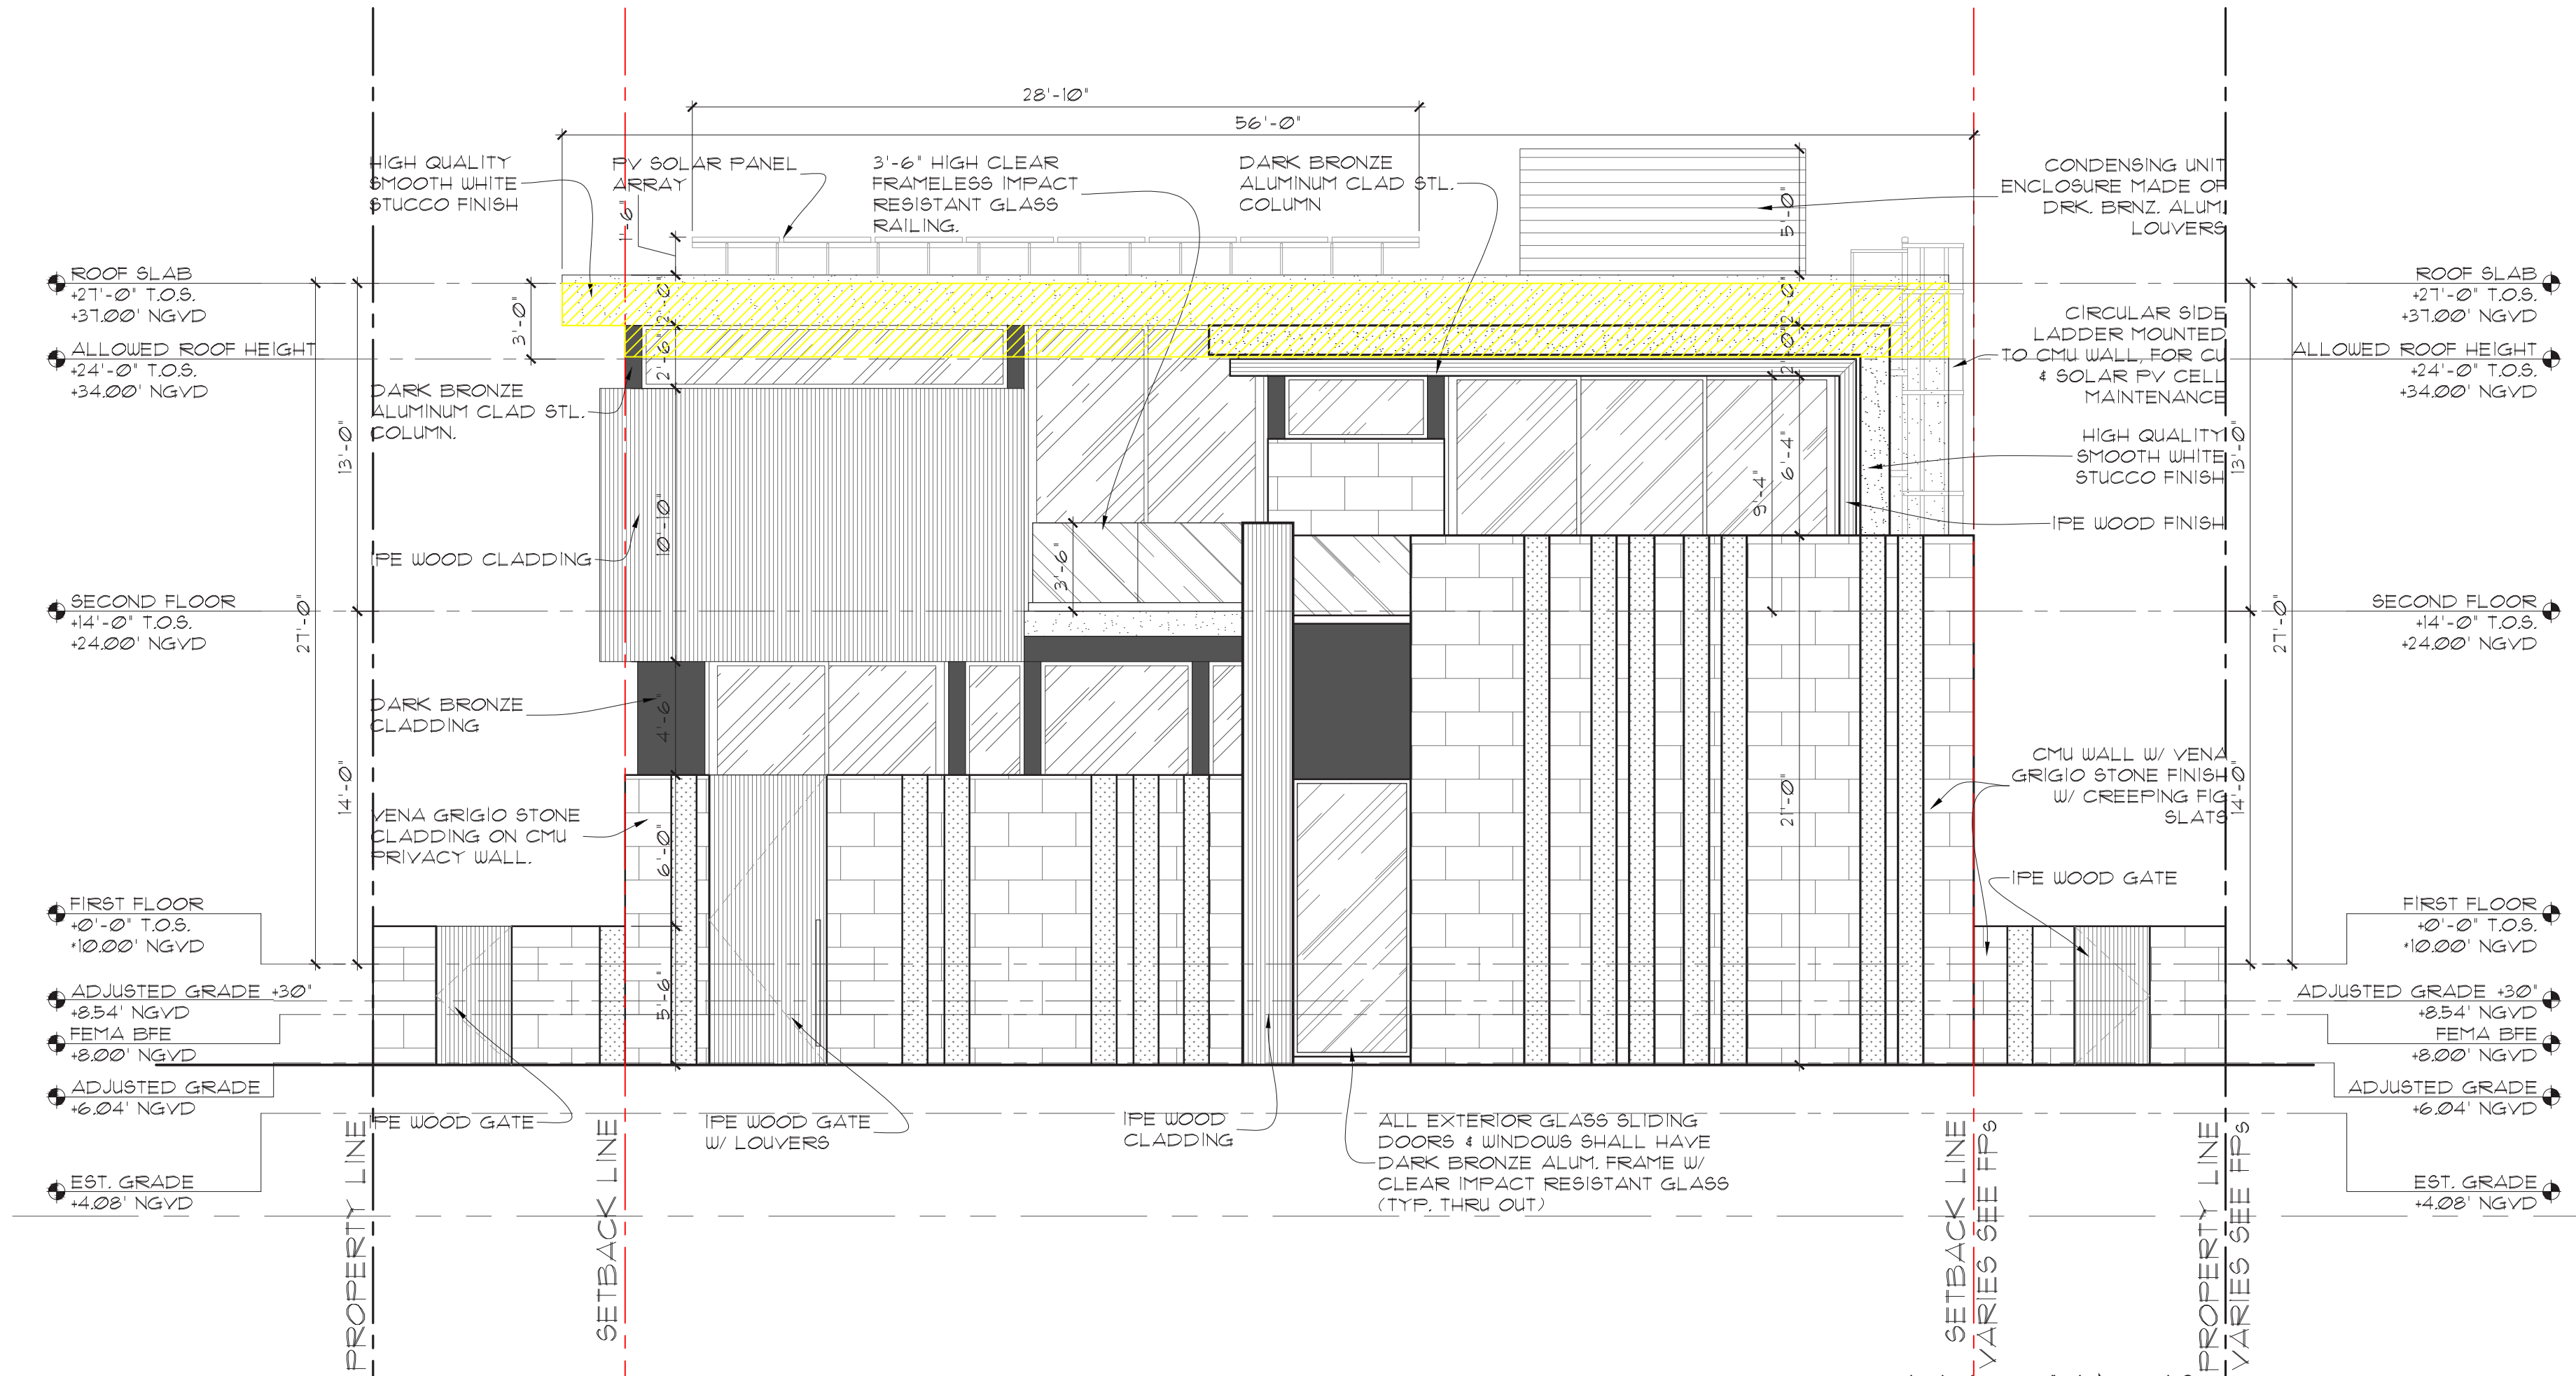 28'-10"
56'-0"
HIGH QUALITY
SMOOTH WHITE
STUCCO FINISH
PV SOLAR PANEL
ARRAY
1'-6"
3'-6" HIGH CLEAR
FRAMELESS IMPACT
RESISTANT GLASS
RAILING.
DARK BRONZE
ALUMINUM CLAD STL.
COLUMN
5'-0"
CONDENSING UNIT
ENCLOSURE MADE OF
DRK. BRNZ. ALUM.
LOUVERS
ROOF SLAB
+27'-0" T.O.S.
+37.00' NGVD
ALLOWED ROOF HEIGHT
+24'-0" T.O.S.
+34.00' NGVD
3'-0"
2'-0"
2'-6"
2'-0"
2'-0"
ROOF SLAB
+27'-0" T.O.S.
+37.00' NGVD
CIRCULAR SIDE
LADDER MOUNTED
TO CMU WALL, FOR CU
& SOLAR PV CELL
MAINTENANCE
ALLOWED ROOF HEIGHT
+24'-0" T.O.S.
+34.00' NGVD
DARK BRONZE
ALUMINUM CLAD STL.
COLUMN.
13'-0"
10'-10"
6'-4"
9'-4"
3'-6"
HIGH QUALITY
SMOOTH WHITE
STUCCO FINISH
13'-0"
IPE WOOD FINISH
IPE WOOD CLADDING
SECOND FLOOR
+14'-0" T.O.S.
+24.00' NGVD
27'-0"
SECOND FLOOR
+14'-0" T.O.S.
+24.00' NGVD
27'-0"
DARK BRONZE
CLADDING
4'-6"
14'-0"
21'-0"
CMU WALL W/ VENA
GRIGIO STONE FINISH
W/ CREEPING FIG
SLATS
14'-0"
VENA GRIGIO STONE
CLADDING ON CMU
PRIVACY WALL.
6'-0"
IPE WOOD GATE
FIRST FLOOR
+0'-0" T.O.S.
*10.00' NGVD
FIRST FLOOR
+0'-0" T.O.S.
*10.00' NGVD
5'-6"
ADJUSTED GRADE +30"
+8.54' NGVD
FEMA BFE
+8.00' NGVD
ADJUSTED GRADE
+6.04' NGVD
EST. GRADE
+4.08' NGVD
ADJUSTED GRADE +30"
+8.54' NGVD
FEMA BFE
+8.00' NGVD
ADJUSTED GRADE
+6.04' NGVD
EST. GRADE
+4.08' NGVD
IPE WOOD GATE
IPE WOOD GATE
W/ LOUVERS
IPE WOOD
CLADDING
ALL EXTERIOR GLASS SLIDING
DOORS & WINDOWS SHALL HAVE
DARK BRONZE ALUM. FRAME W/
CLEAR IMPACT RESISTANT GLASS
(TYP. THRU OUT)
PROPERTY LINE
SETBACK LINE
SETBACK LINE
VARIES SEE FPs
PROPERTY LINE
VARIES SEE FPs